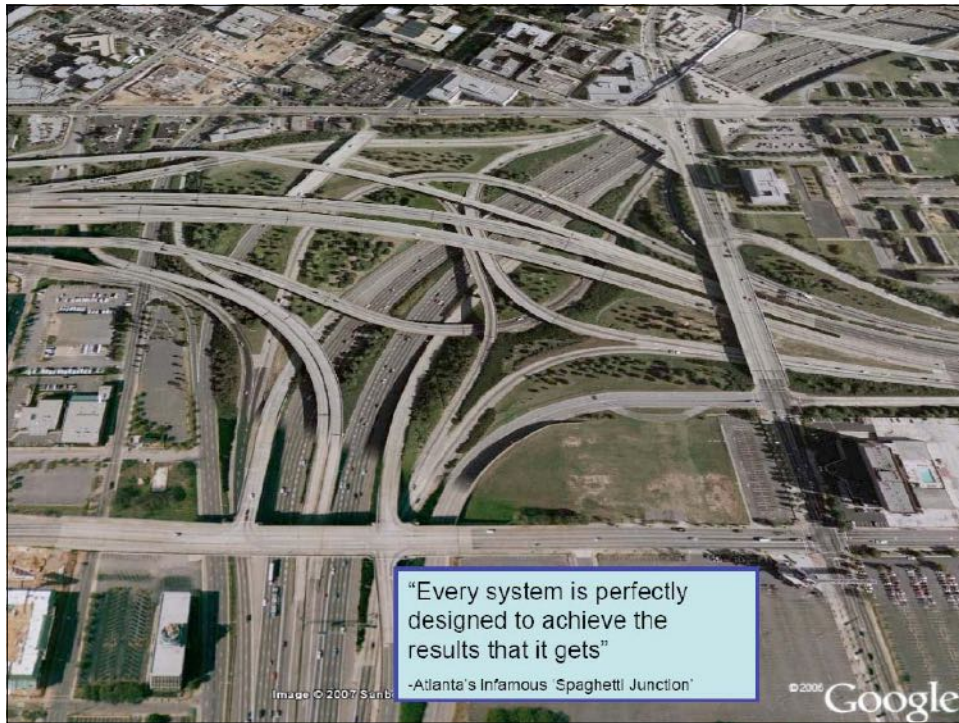 “Every system is perfectly
designed to achieve the
results that it gets”
-Atlanta’s Infamous ‘Spaghetti Junction’
Image © 2007 Sanb
© 2006 Google